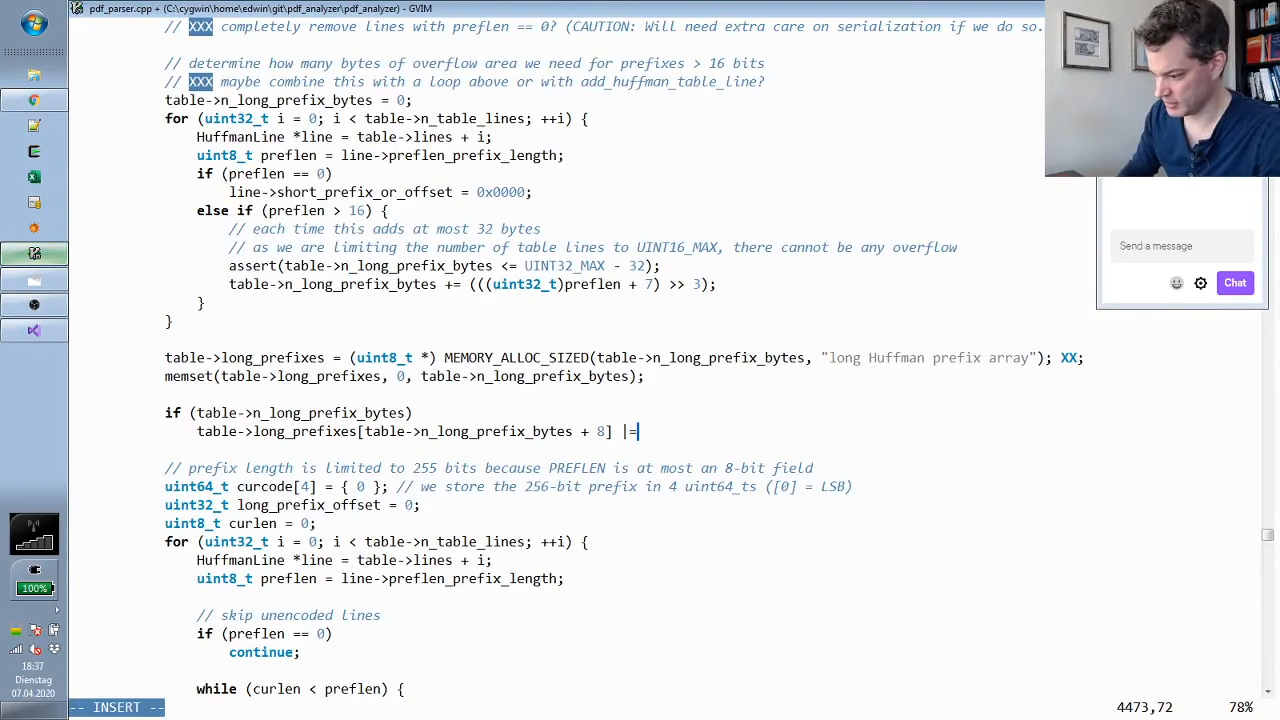 pdf_parser.cpp + (C:\cygwin\home\edwin\git\pdf_analyzer\pdf_analyzer) - GVIM
// XXX completely remove lines with preflen == 0? (CAUTION: Will need extra care on serialization if we do so.
// determine how many bytes of overflow area we need for prefixes > 16 bits
// XXX maybe combine this with a loop above or with add_huffman_table_line?
table->n_long_prefix_bytes = 0;
for (uint32_t i = 0; i < table->n_table_lines; ++i) {
HuffmanLine *line = table->lines + i;
uint8_t preflen = line->preflen_prefix_length;
if (preflen == 0)
line->short_prefix_or_offset = 0x0000;
else if (preflen > 16) {
// each time this adds at most 32 bytes
// as we are limiting the number of table lines to UINT16_MAX, there cannot be any overflow
assert(table->n_long_prefix_bytes <= UINT32_MAX - 32);
table->n_long_prefix_bytes += (((uint32_t)preflen + 7) >> 3);
}
}
table->long_prefixes = (uint8_t *) MEMORY_ALLOC_SIZED(table->n_long_prefix_bytes, "long Huffman prefix array"); XX;
memset(table->long_prefixes, 0, table->n_long_prefix_bytes);
if (table->n_long_prefix_bytes)
table->long_prefixes[table->n_long_prefix_bytes + 8] |=
// prefix length is limited to 255 bits because PREFLEN is at most an 8-bit field
uint64_t curcode[4] = { 0 }; // we store the 256-bit prefix in 4 uint64_ts ([0] = LSB)
uint32_t long_prefix_offset = 0;
uint8_t curlen = 0;
for (uint32_t i = 0; i < table->n_table_lines; ++i) {
HuffmanLine *line = table->lines + i;
uint8_t preflen = line->preflen_prefix_length;
// skip unencoded lines
if (preflen == 0)
continue;
while (curlen < preflen) {
-- INSERT --
4473,72
78%
Send a message
Chat
100%
18:37
Dienstag
07.04.2020